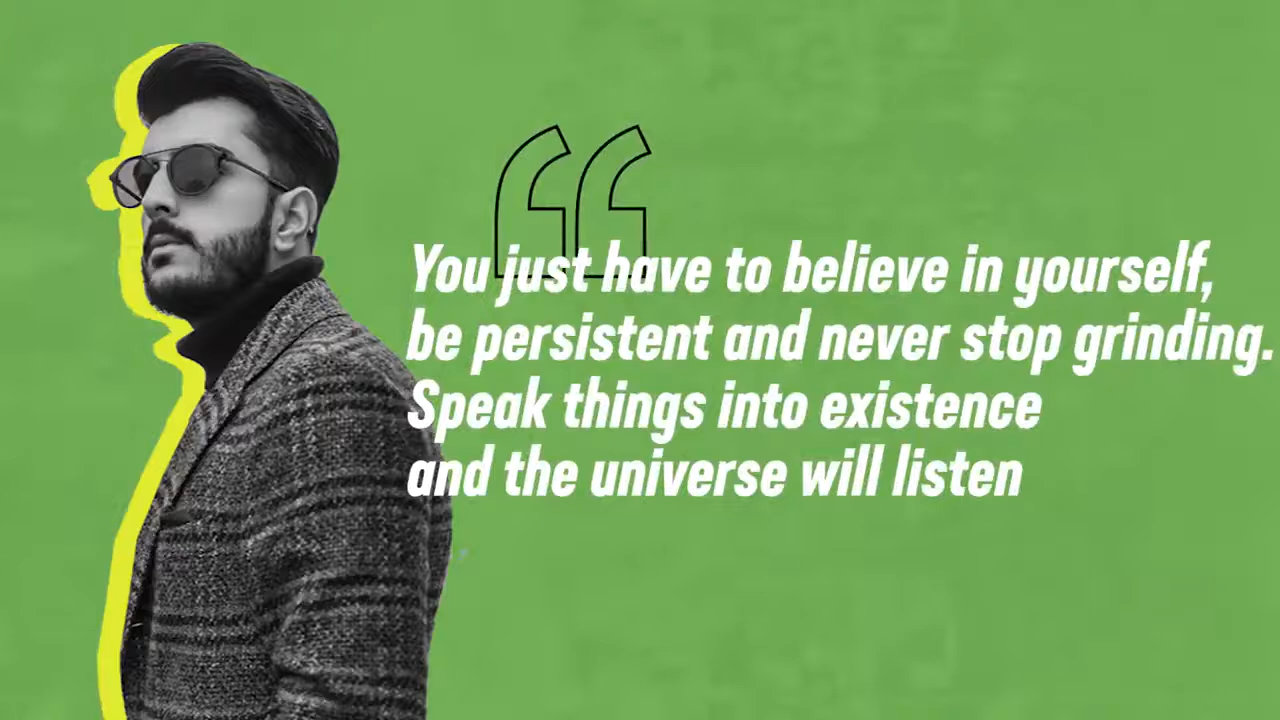 You just have to believe in yourself,
be persistent and never stop grinding.
Speak things into existence
and the universe will listen